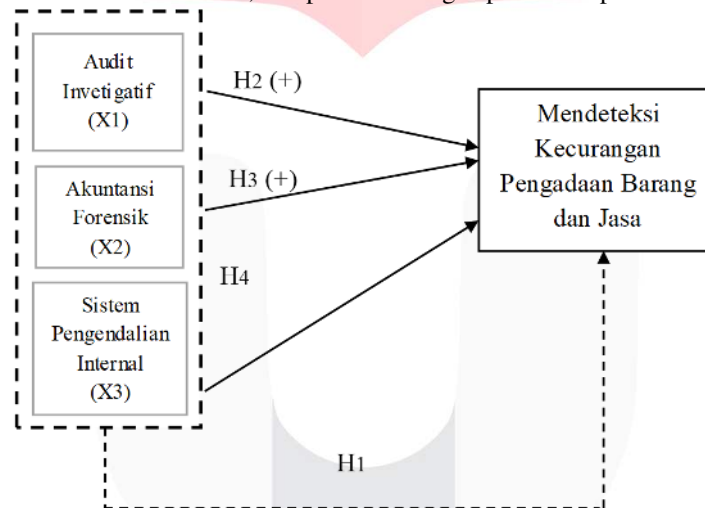 Audit
Invetigatif
(X1)
H2 (+)
Mendeteksi
Kecurangan
Pengadaan Barang
dan Jasa
Akuntansi
Forensik
(X2)
H3 (+)
H4
Sistem
Pengendalian
Internal
(X3)
H1